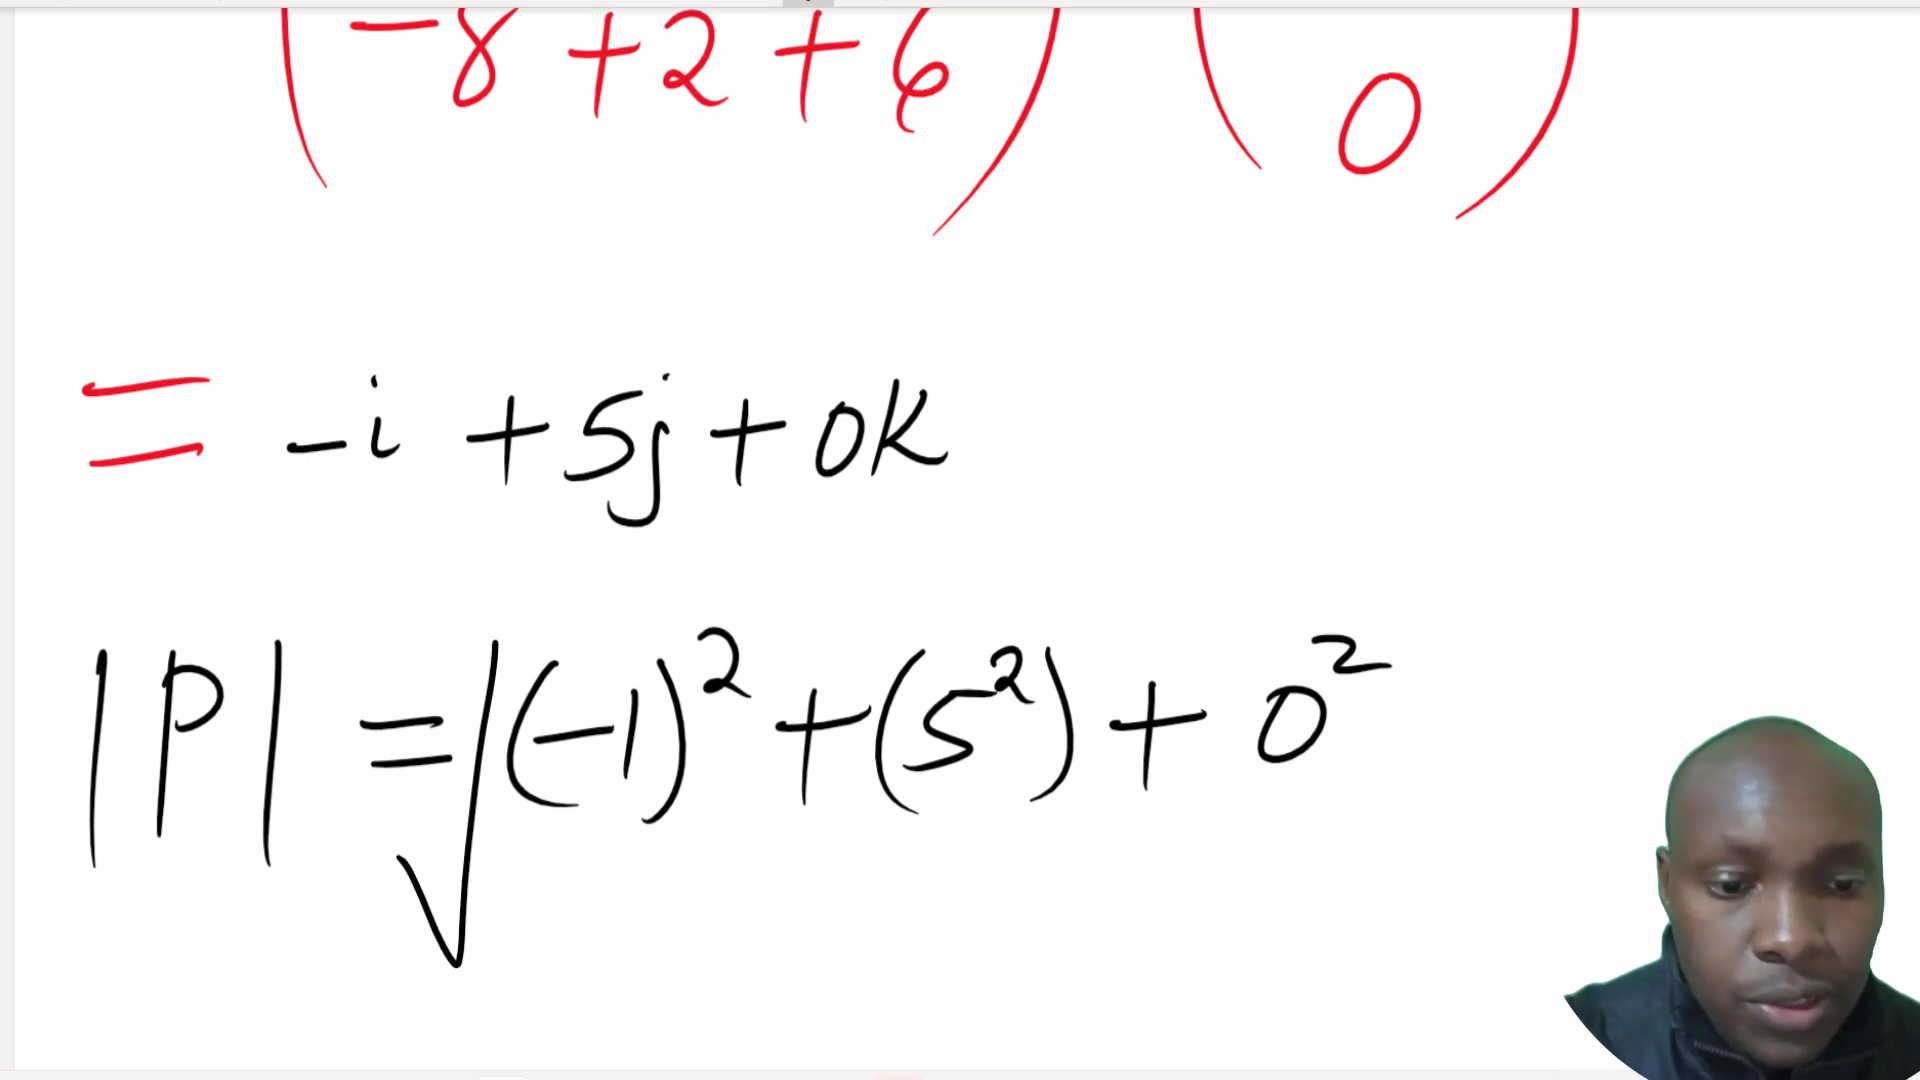 -8 + 2 + 6
0
= -i + 5j + 0k
|P| = √(-1)² + (5²) + 0²